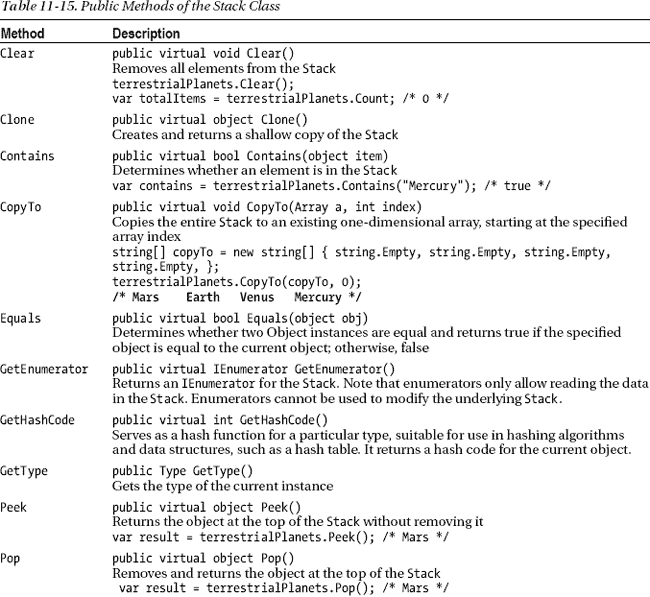 Table 11-15. Public Methods of the Stack Class
Method Description
Clear public virtual void Clear()
Removes all elements from the Stack
terrestrialPlanets.Clear();
var totalItems = terrestrialPlanets.Count; /* 0 */
Clone public virtual object Clone()
Creates and returns a shallow copy of the Stack
Contains public virtual bool Contains(object item)
Determines whether an element is in the Stack
var contains = terrestrialPlanets.Contains("Mercury"); /* true */
CopyTo public virtual void CopyTo(Array a, int index)
Copies the entire Stack to an existing one-dimensional array, starting at the specified
array index
string[] copyTo = new string[] { string.Empty, string.Empty, string.Empty,
string.Empty, };
terrestrialPlanets.CopyTo(copyTo, 0);
/* Mars Earth Venus Mercury */
Equals public virtual bool Equals(object obj)
Determines whether two Object instances are equal and returns true if the specified
object is equal to the current object; otherwise, false
GetEnumerator public virtual IEnumerator GetEnumerator()
Returns an IEnumerator for the Stack. Note that enumerators only allow reading the data
in the Stack. Enumerators cannot be used to modify the underlying Stack.
GetHashCode public virtual int GetHashCode()
Serves as a hash function for a particular type, suitable for use in hashing algorithms
and data structures, such as a hash table. It returns a hash code for the current object.
GetType public Type GetType()
Gets the type of the current instance
Peek public virtual object Peek()
Returns the object at the top of the Stack without removing it
var result = terrestrialPlanets.Peek(); /* Mars */
Pop public virtual object Pop()
Removes and returns the object at the top of the Stack
var result = terrestrialPlanets.Pop(); /* Mars */